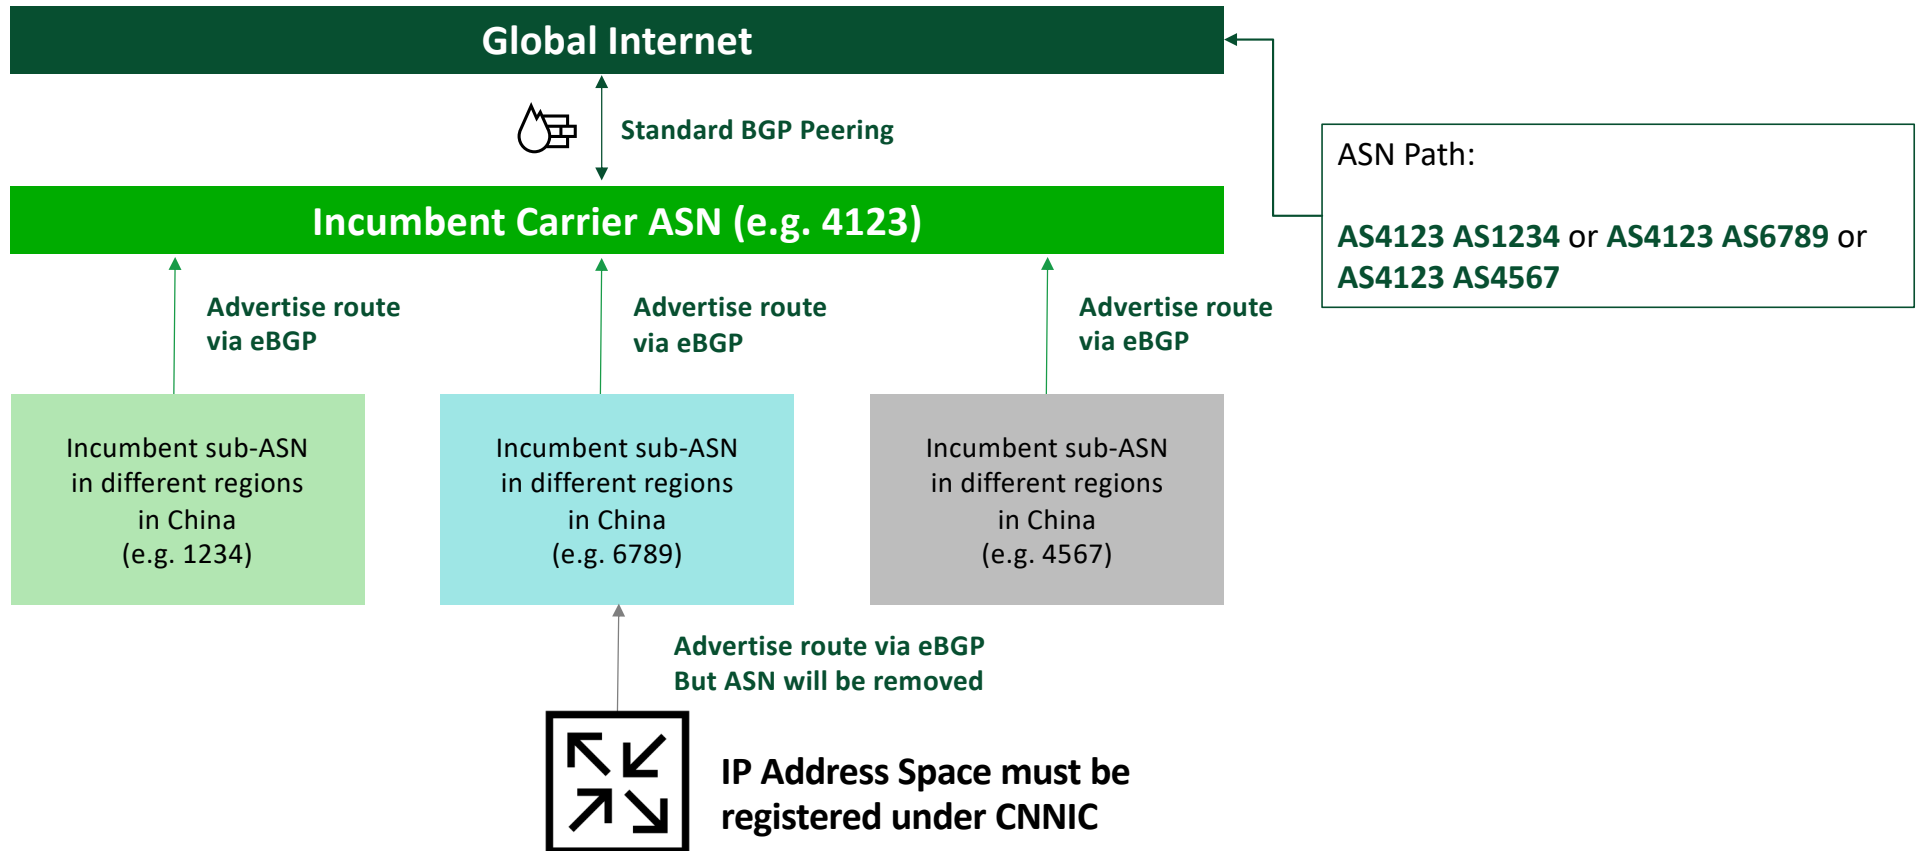 Global Internet
Standard BGP Peering
ASN Path:
AS4123 AS1234 or AS4123 AS6789 or
AS4123 AS4567
Incumbent Carrier ASN (e.g. 4123)
Advertise route
via eBGP
Advertise route
via eBGP
Advertise route
via eBGP
Incumbent sub-ASN
in different regions
in China
(e.g. 1234)
Incumbent sub-ASN
in different regions
in China
(e.g. 6789)
Incumbent sub-ASN
in different regions
in China
(e.g. 4567)
Advertise route via eBGP
But ASN will be removed
IP Address Space must be
registered under CNNIC